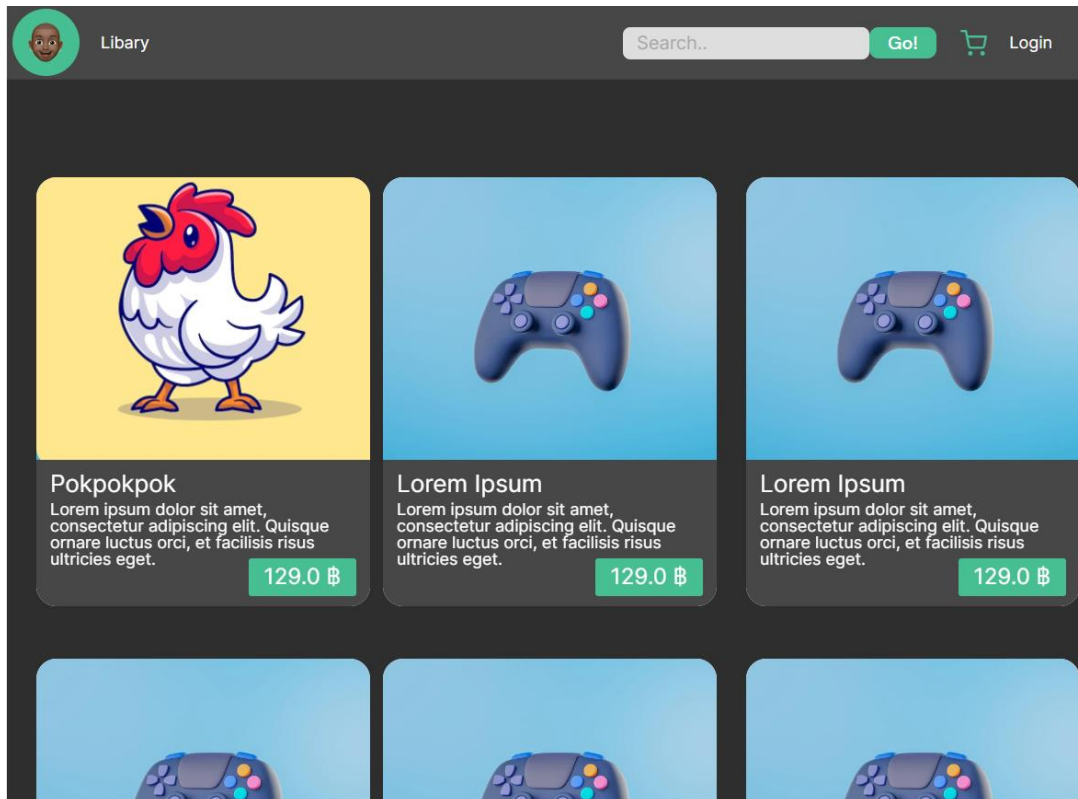 Libary
Search..
Go!
Login
Pokpokpok
Lorem ipsum dolor sit amet,
consectetur adipiscing elit. Quisque
ornare luctus orci, et facilisis risus
ultricies eget.
129.0 ฿
Lorem Ipsum
Lorem ipsum dolor sit amet,
consectetur adipiscing elit. Quisque
ornare luctus orci, et facilisis risus
ultricies eget.
129.0 ฿
Lorem Ipsum
Lorem ipsum dolor sit amet,
consectetur adipiscing elit. Quisque
ornare luctus orci, et facilisis risus
ultricies eget.
129.0 ฿